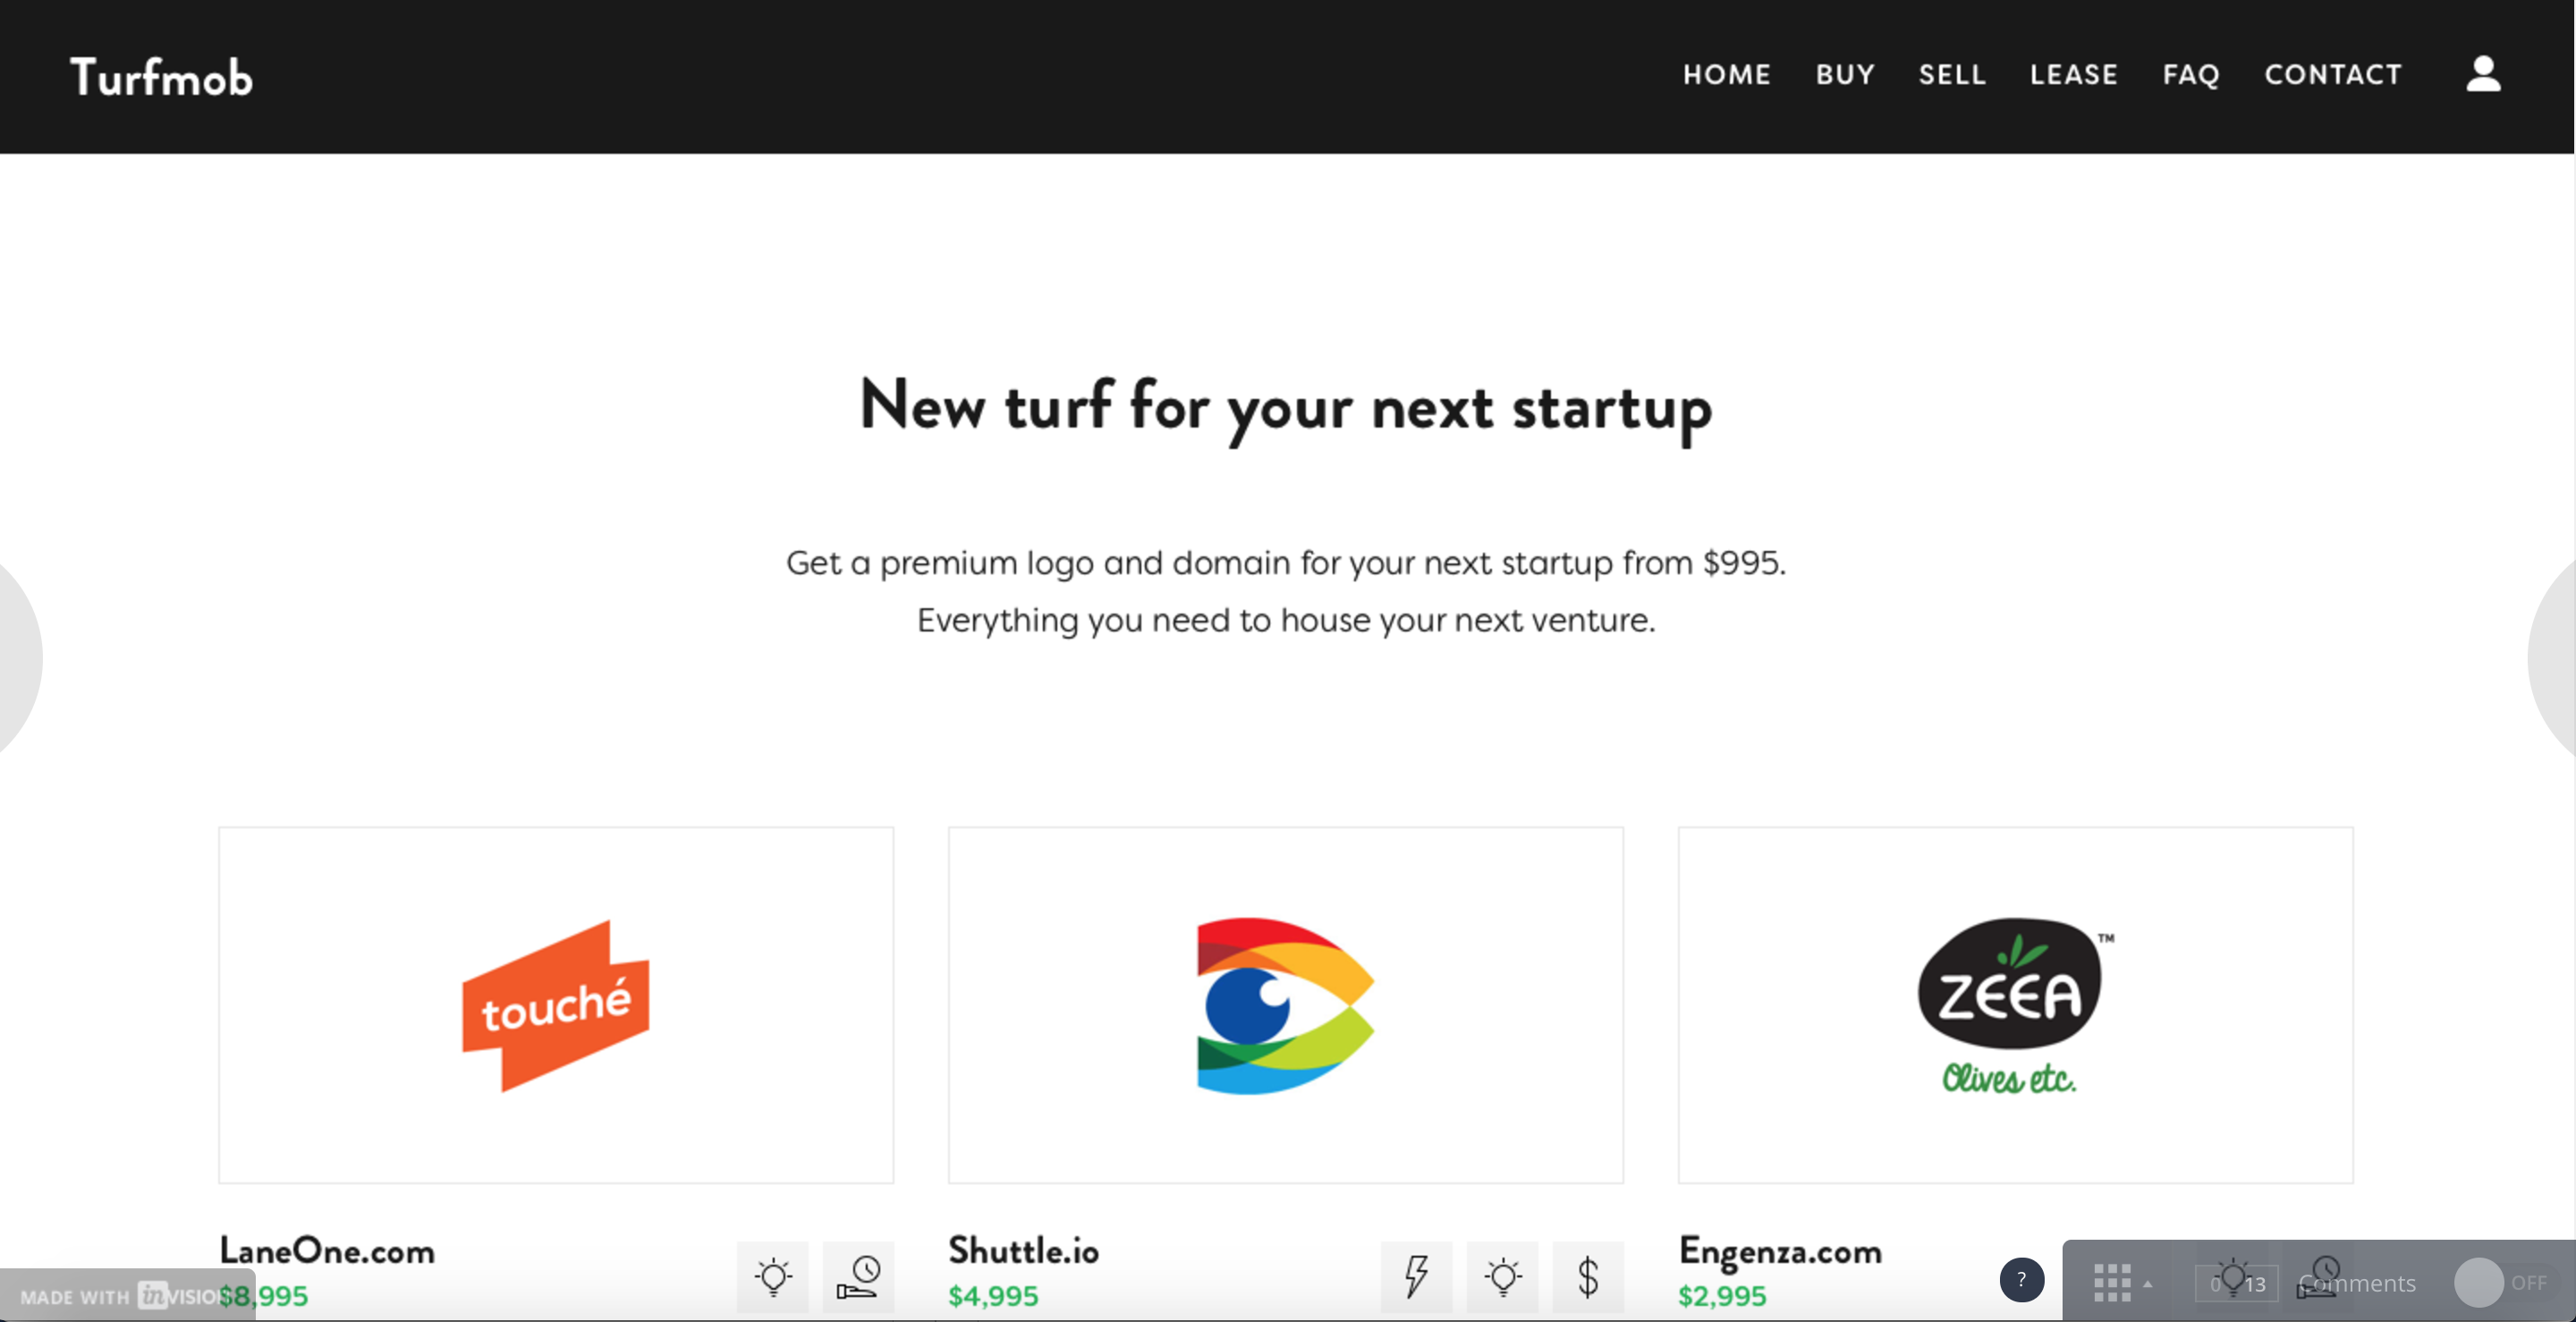 Turfmob
HOME BUY SELL LEASE FAQ CONTACT
New turf for your next startup
Get a premium logo and domain for your next startup from $995.
Everything you need to house your next venture.
touché
ZEEA TM
Olives etc.
LaneOne.com
$8,995
Shuttle.io
$4,995
$
Engenza.com
$2,995
MADE WITH inVISION
?
0 13 Comments OFF